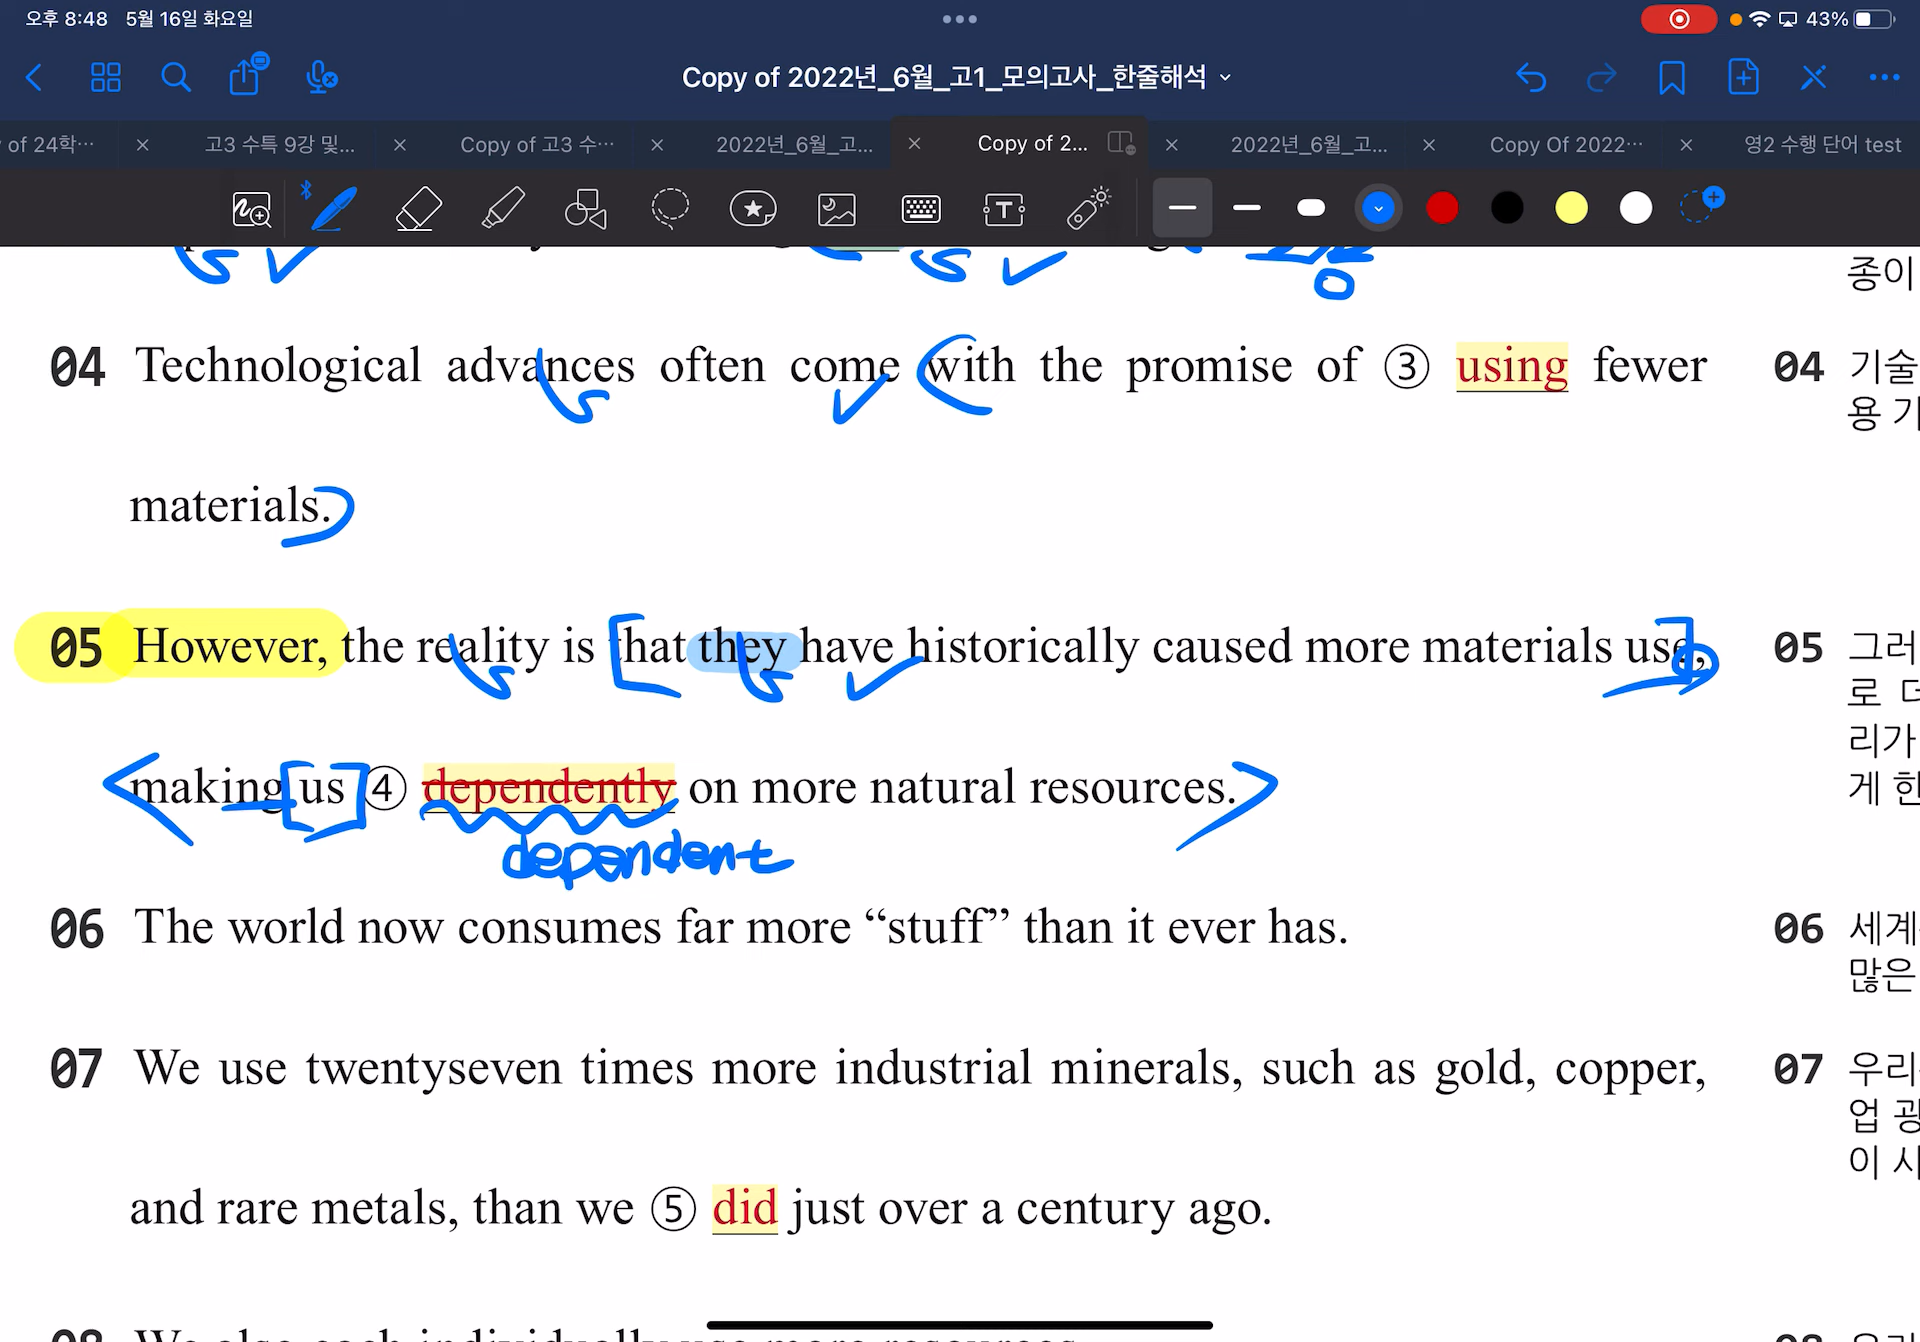 오후 8:48 5월 16일 화요일
43%
Copy of 2022년_6월_고1_모의고사_한줄해석
of 24학… 고3 수특 9강 및... Copy of 고3 수… 2022년_6월_고... Copy of 2... 2022년_6월_고... Copy Of 2022… 영2 수행 단어 test
종이
04 Technological advances often come with the promise of ③ using fewer
materials.
04 기술
용 기
05 However, the reality is that they have historically caused more materials use,
making us ④ dependently on more natural resources.
dependent
05 그러
로 더
리가
게 한
06 The world now consumes far more “stuff” than it ever has.
06 세계
많은
07 We use twentyseven times more industrial minerals, such as gold, copper,
and rare metals, than we ⑤ did just over a century ago.
07 우리
업 광
이 시
08 We also each individually use more resources.